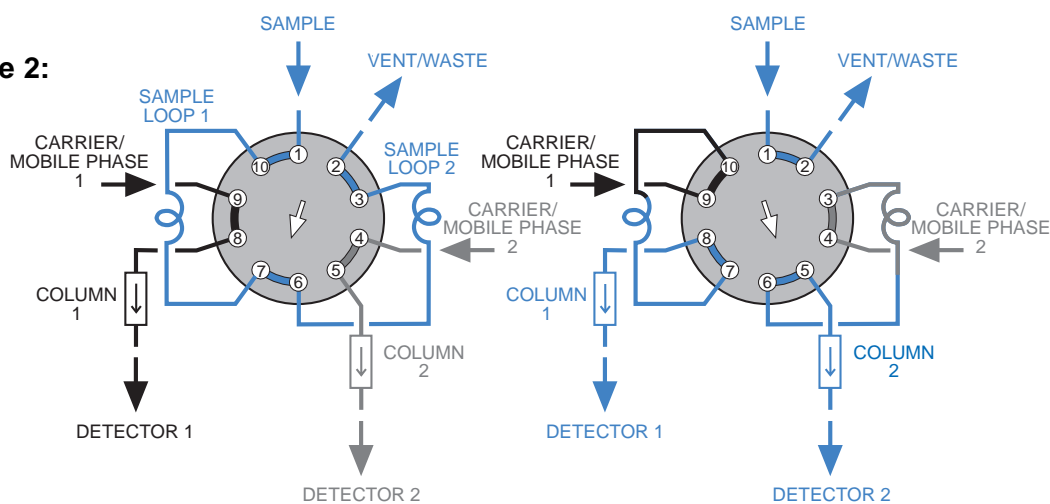 e 2:
SAMPLE
VENT/WASTE
SAMPLE
LOOP 1
CARRIER/
MOBILE PHASE
1
SAMPLE
LOOP 2
CARRIER/
MOBILE PHASE
2
1
2
3
4
5
6
7
8
9
10
COLUMN
1
COLUMN
2
DETECTOR 1
DETECTOR 2
SAMPLE
VENT/WASTE
CARRIER/
MOBILE PHASE
1
CARRIER/
MOBILE PHASE
2
1
2
3
4
5
6
7
8
9
10
COLUMN
1
COLUMN
2
DETECTOR 1
DETECTOR 2